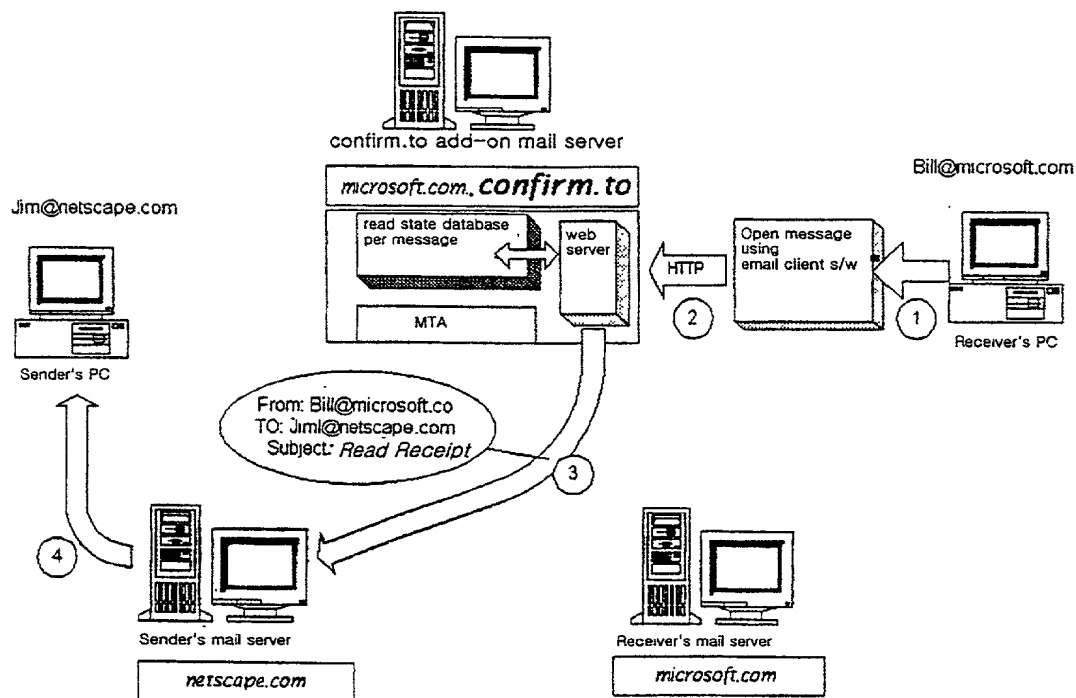 confirm.to add-on mail server
microsoft.com. confirm.to
Bill@microsoft.com
Jim@netscape.com
read state database
per message
web
server
MTA
HTTP
2
Open message
using
email client s/w
1
Receiver's PC
Sender's PC
From: Bill@microsoft.co
TO: Jiml@netscape.com
Subject: Read Receipt
3
4
Sender's mail server
netscape.com
Receiver's mail server
microsoft.com